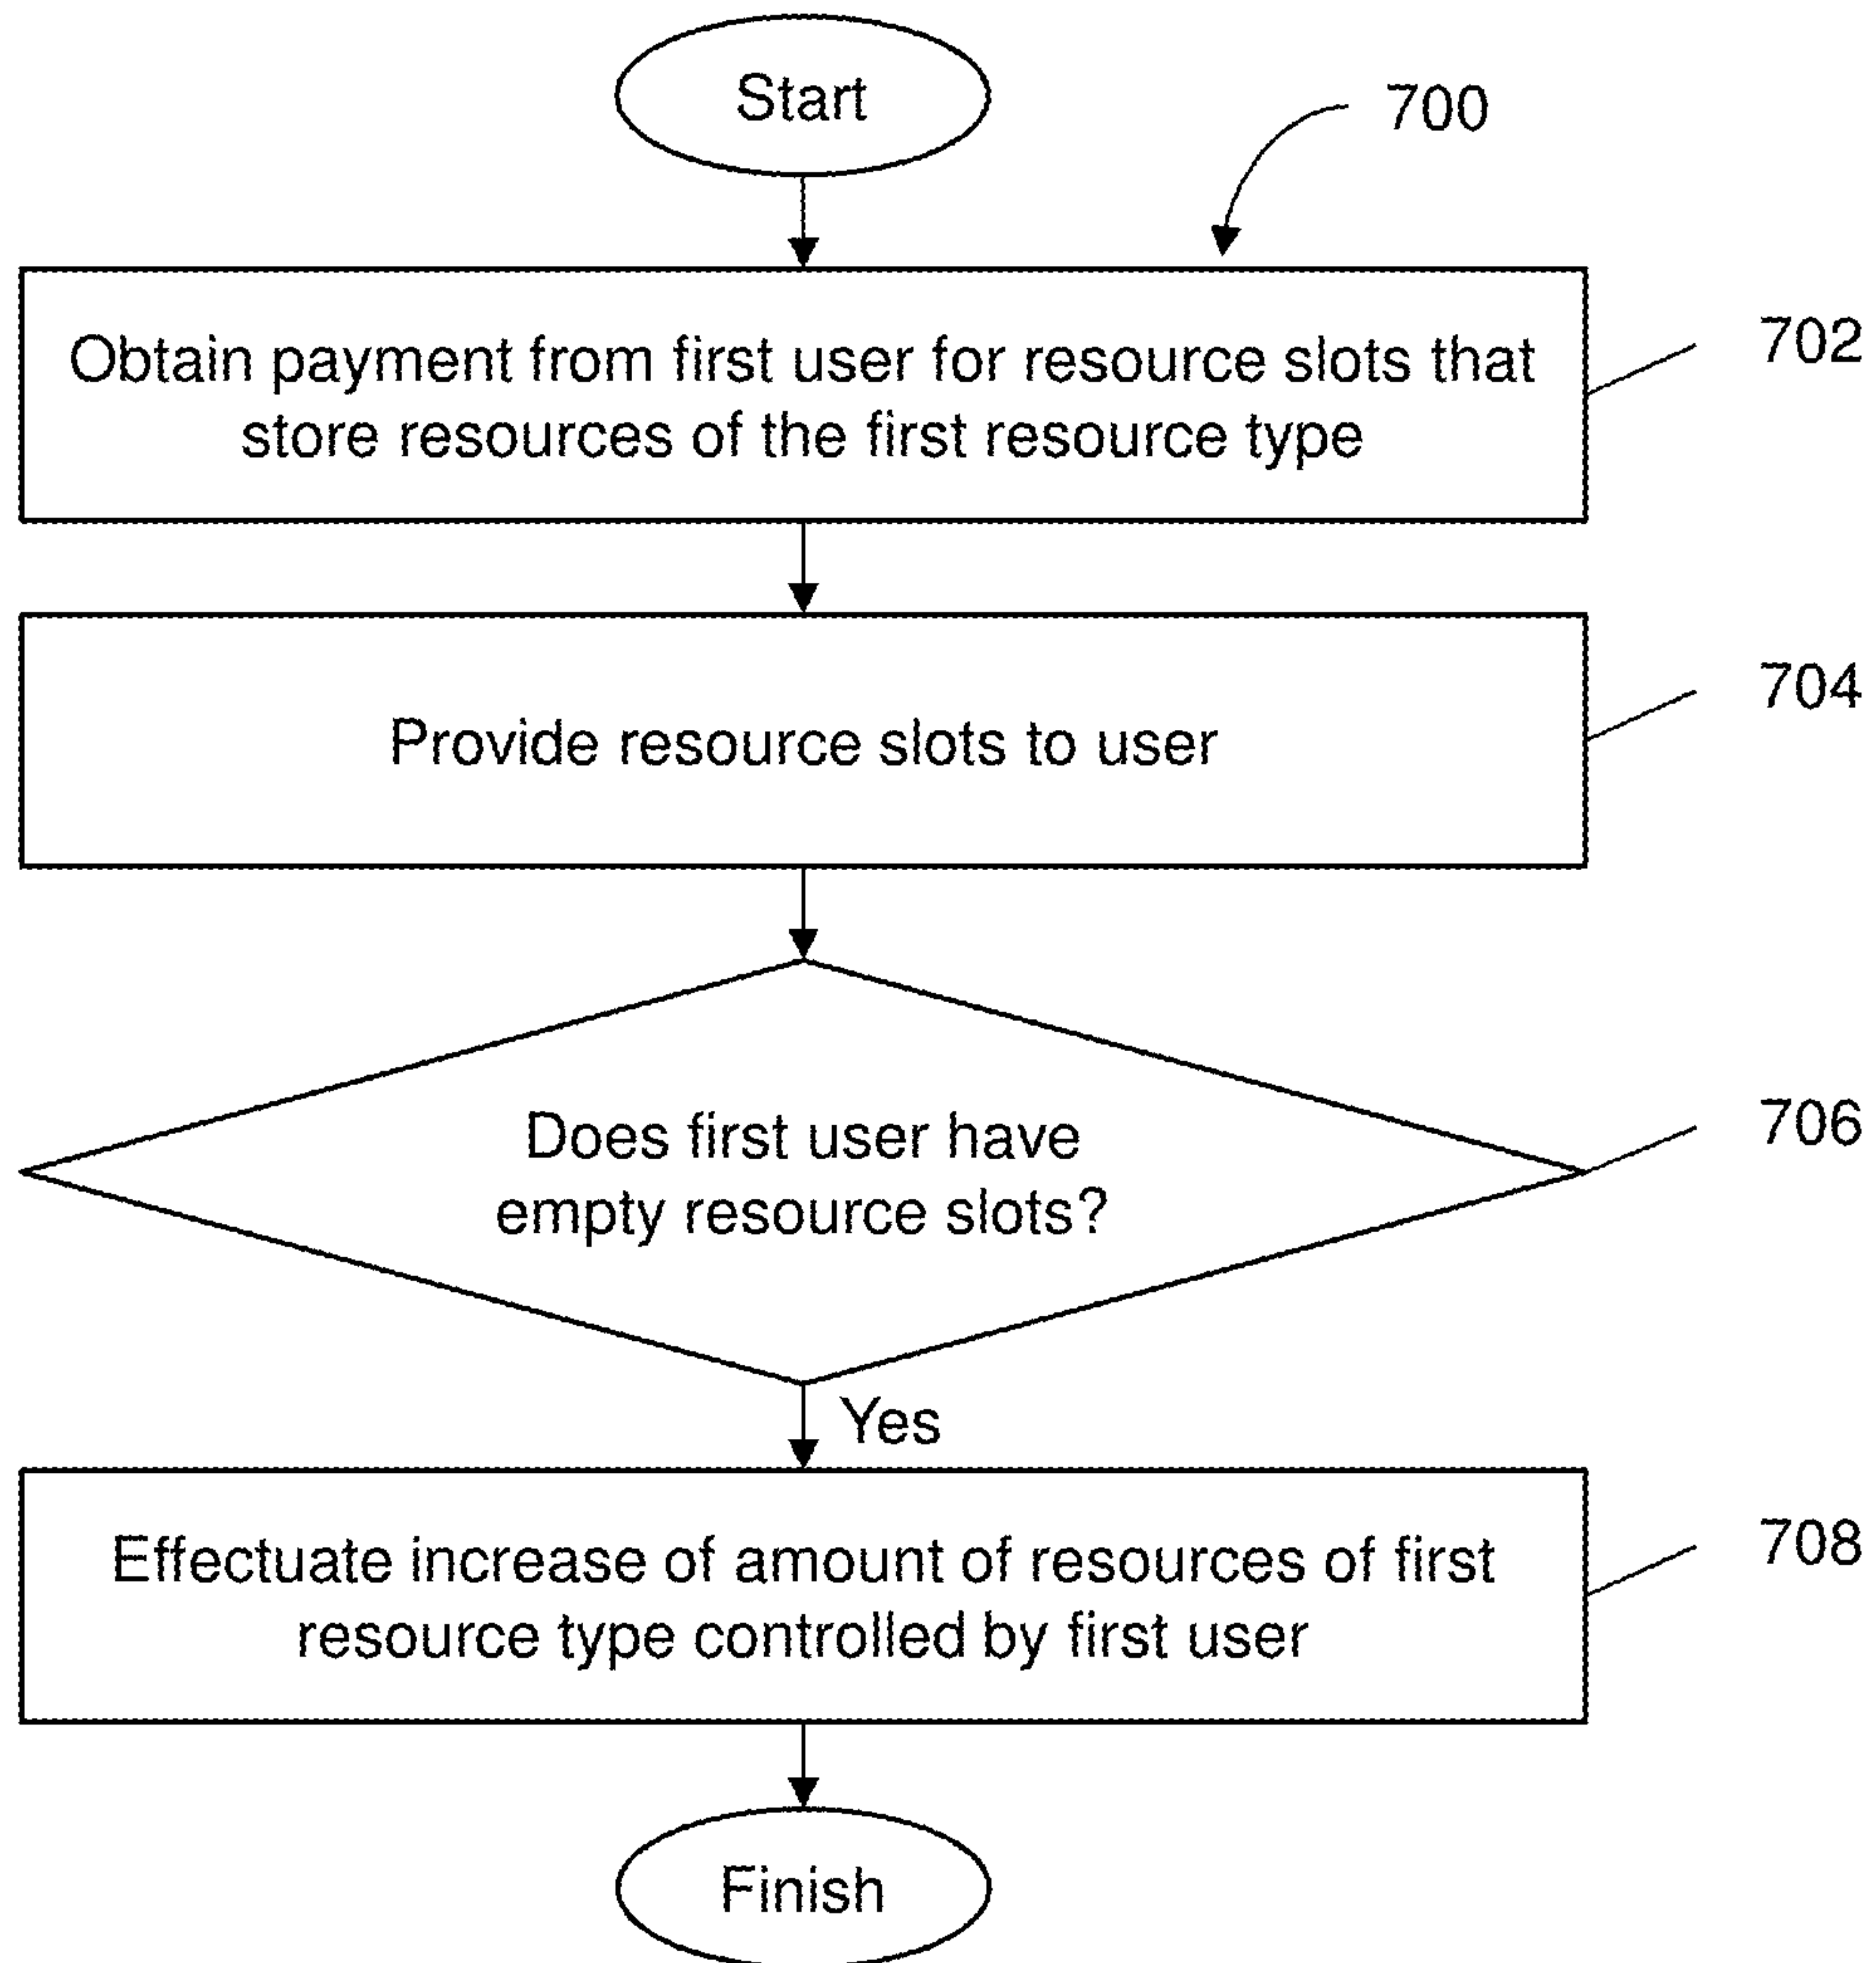 Start
700
Obtain payment from first user for resource slots that
store resources of the first resource type
702
Provide resource slots to user
704
Does first user have
empty resource slots?
706
Yes
Effectuate increase of amount of resources of first
resource type controlled by first user
708
Finish